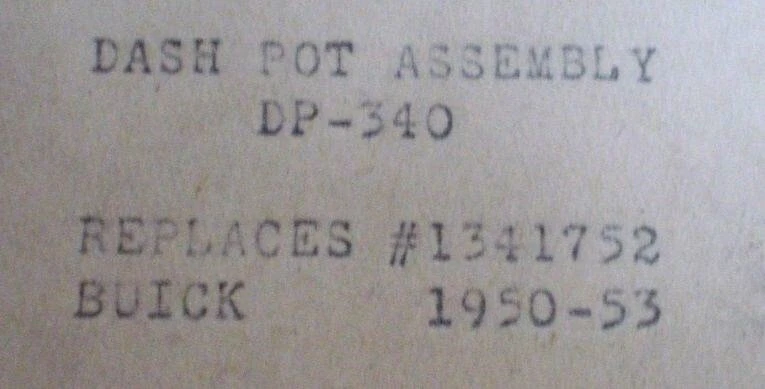 DASH POT ASSEMBLY
DP-340
REPLACES #1341752
BUICK 1950-53